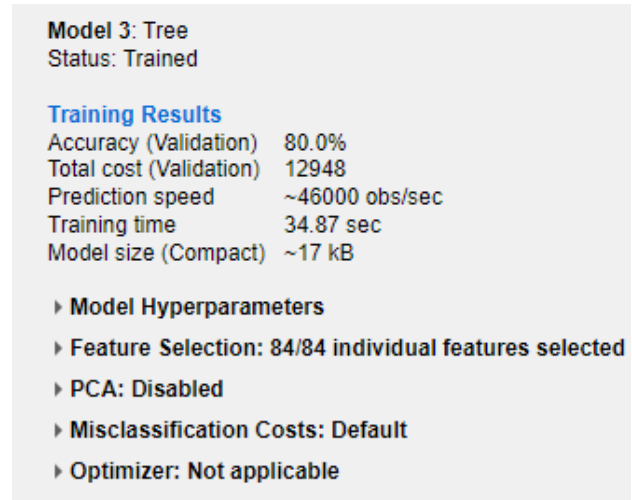 Model 3: Tree
Status: Trained
Training Results
Accuracy (Validation) 80.0%
Total cost (Validation) 12948
Prediction speed ~46000 obs/sec
Training time 34.87 sec
Model size (Compact) ~17 kB
Model Hyperparameters
Feature Selection: 84/84 individual features selected
PCA: Disabled
Misclassification Costs: Default
Optimizer: Not applicable